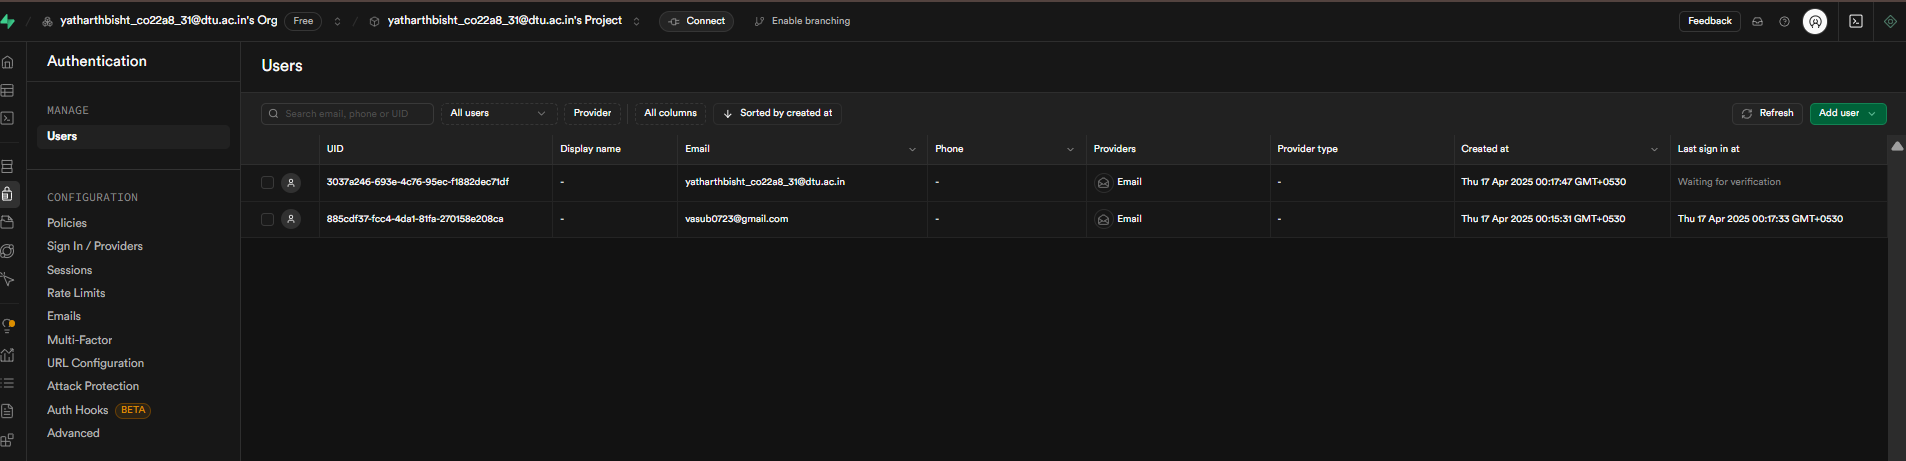 yatharthbisht_co22a8_31@dtu.ac.in's Org Free yatharthbisht_co22a8_31@dtu.ac.in's Project Connect Enable branching Feedback
Authentication
Users
MANAGE
Users
CONFIGURATION
Policies
Sign In / Providers
Sessions
Rate Limits
Emails
Multi-Factor
URL Configuration
Attack Protection
Auth Hooks BETA
Advanced
Search email, phone or UID All users Provider All columns Sorted by created at Refresh Add user
UID Display name Email Phone Providers Provider type Created at Last sign in at
3037a246-693e-4c76-95ec-f1882dec71df - yatharthbisht_co22a8_31@dtu.ac.in - Email - Thu 17 Apr 2025 00:17:47 GMT+0530 Waiting for verification
885cdf37-fcc4-4da1-81fa-270158e208ca - vasub0723@gmail.com - Email - Thu 17 Apr 2025 00:15:31 GMT+0530 Thu 17 Apr 2025 00:17:33 GMT+0530